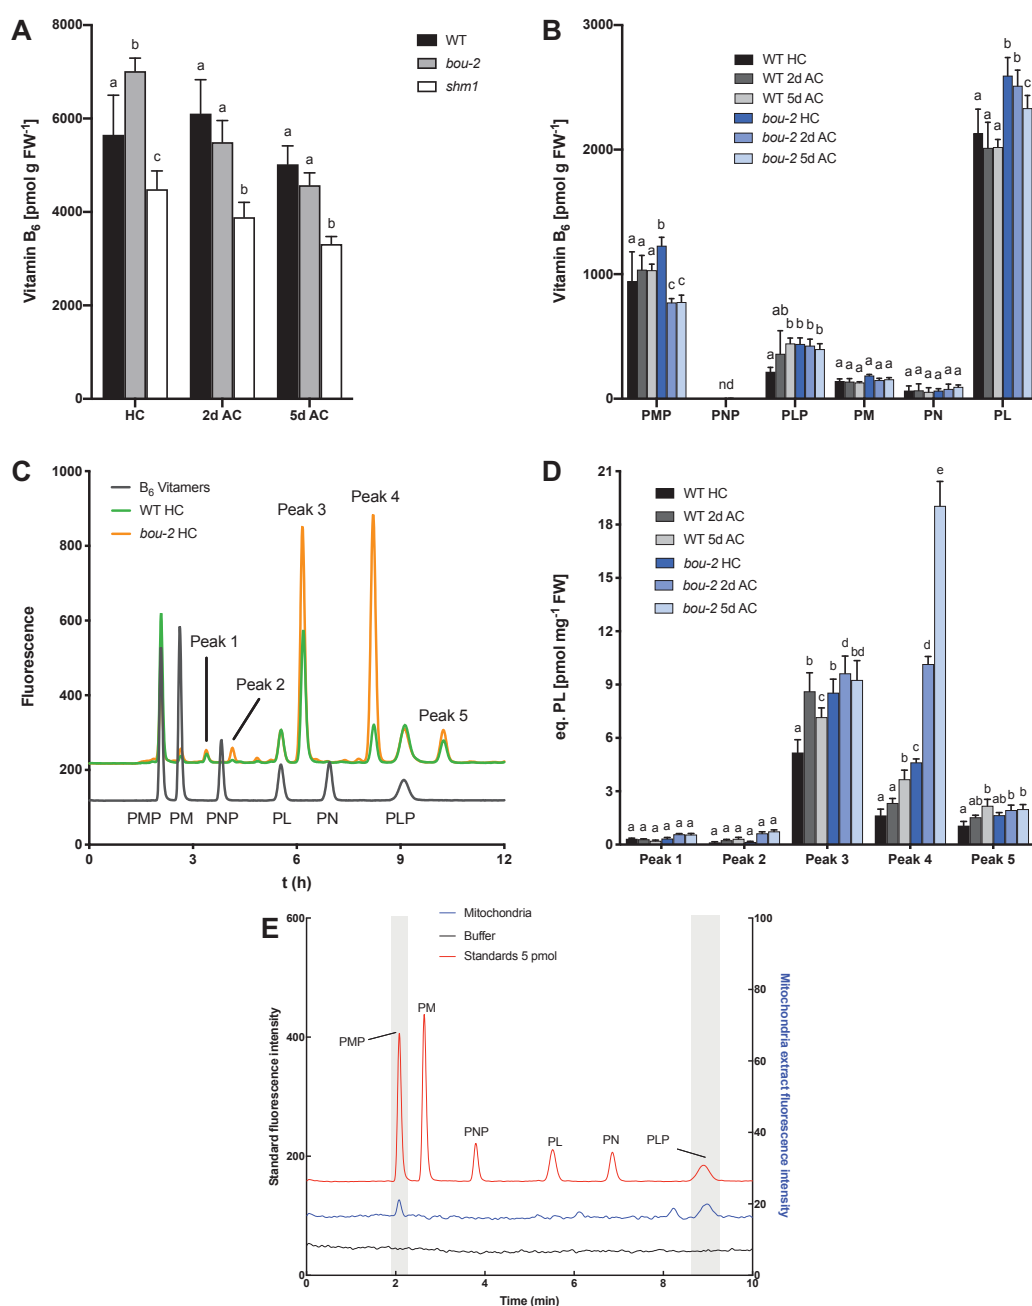 A
8000
6000
4000
2000
0
Vitamin B6 [pmol g FW-1]
a
b
c
a
a
b
a
a
b
HC
2d AC
5d AC
WT
bou-2
shm1
B
3000
2000
1000
0
Vitamin B6 [pmol g FW-1]
WT HC
WT 2d AC
WT 5d AC
bou-2 HC
bou-2 2d AC
bou-2 5d AC
a a a b c c
nd
a ab b b b b
a a a a a a
a a a a a a
a a a b b c
PMP
PNP
PLP
PM
PN
PL
C
1000
800
600
400
200
0
Fluorescence
B6 Vitamers
WT HC
bou-2 HC
Peak 1
Peak 2
Peak 3
Peak 4
Peak 5
PMP
PM
PNP
PL
PN
PLP
0
3
6
9
12
t (h)
D
21
18
15
12
9
6
3
0
eq. PL [pmol mg-1 FW]
WT HC
WT 2d AC
WT 5d AC
bou-2 HC
bou-2 2d AC
bou-2 5d AC
a a a a a a
a a a a a a
a b c b d bd
a a b c d e
a ab b ab b b
Peak 1
Peak 2
Peak 3
Peak 4
Peak 5
E
Mitochondria
Buffer
Standards 5 pmol
600
400
200
0
Standard fluorescence intensity
100
80
60
40
20
0
Mitochondria extract fluorescence intensity
PMP
PM
PNP
PL
PN
PLP
0
2
4
6
8
10
Time (min)